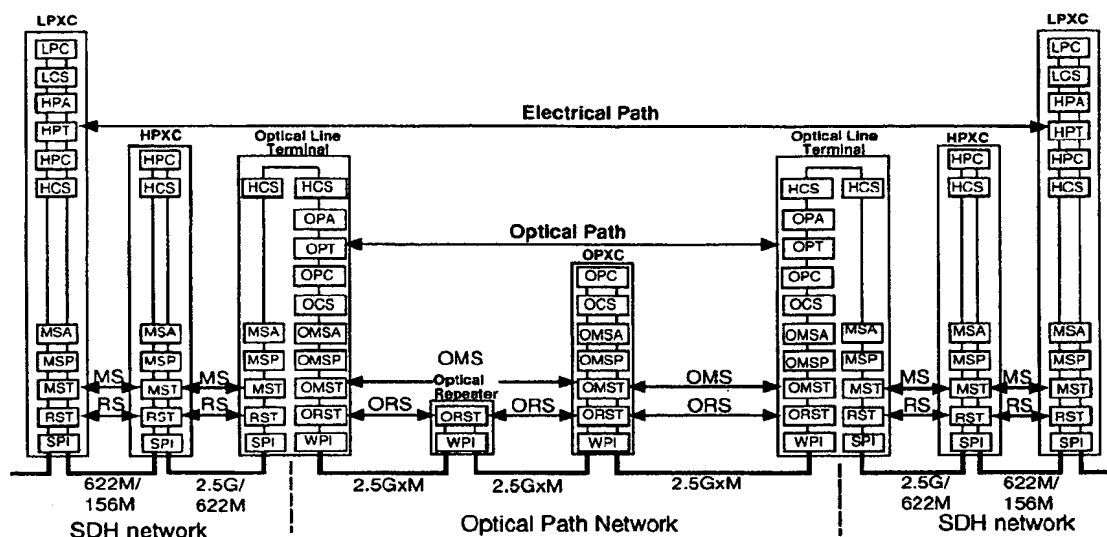 LPXC
LPC
LCS
HPA
HPT
HPC
HCS
MSA
MSP
MST
RST
SPI
HPXC
HPC
HCS
MSA
MSP
MST
RST
SPI
Optical Line
Terminal
HCS
MSA
MSP
MST
RST
SPI
HCS
OPA
OPT
OPC
OCS
OMSA
OMSP
OMST
ORST
WPI
Electrical Path
Optical Path
MS
RS
MS
RS
OMS
Optical
Repeater
ORS
ORST
WPI
ORS
OPXC
OPC
OCS
OMSA
OMSP
OMST
ORST
WPI
OMS
ORS
Optical Line
Terminal
HCS
OPA
OPT
OPC
OCS
OMSA
OMSP
OMST
ORST
WPI
HCS
MSA
MSP
MST
RST
SPI
MS
RS
HPXC
HPC
HCS
MSA
MSP
MST
RST
SPI
MS
RS
LPXC
LPC
LCS
HPA
HPT
HPC
HCS
MSA
MSP
MST
RST
SPI
622M/
156M
2.5G/
622M
2.5GxM
2.5GxM
2.5GxM
2.5G/
622M
622M/
156M
SDH network
Optical Path Network
SDH network